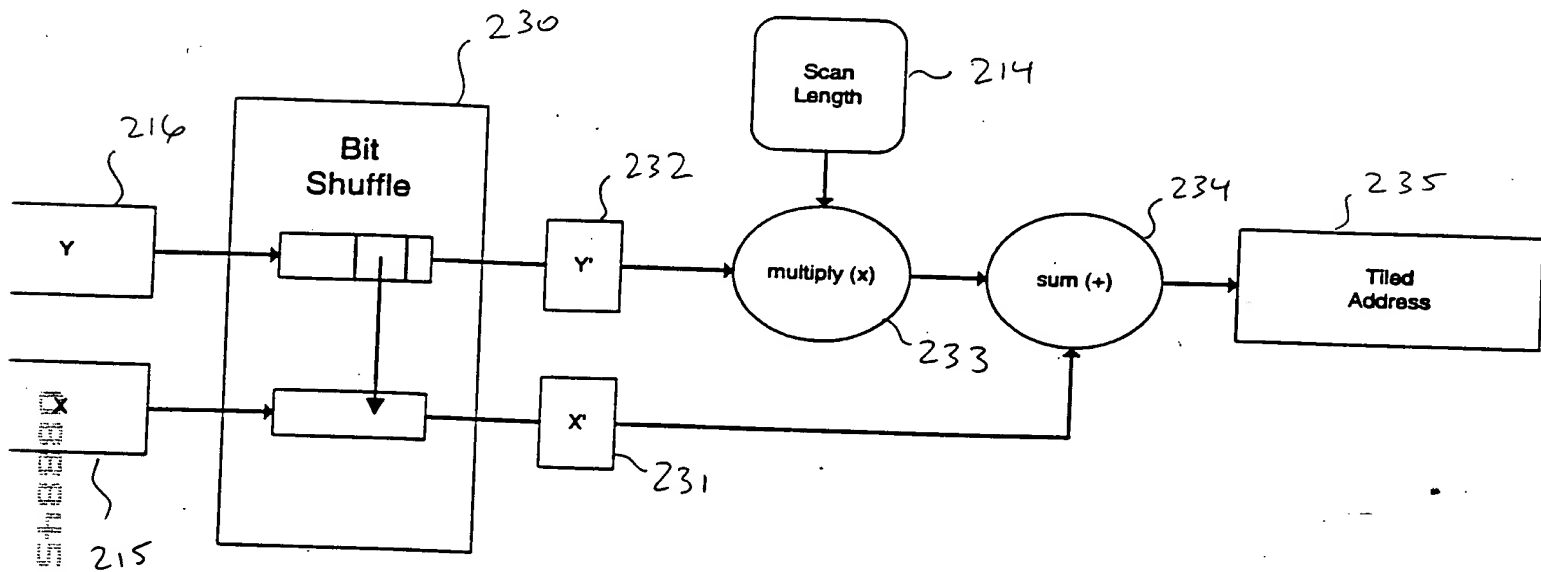 230
Scan
Length
214
216
Bit
Shuffle
232
234
235
Y
Y'
multiply (x)
sum (+)
Tiled
Address
233
X
X'
231
215